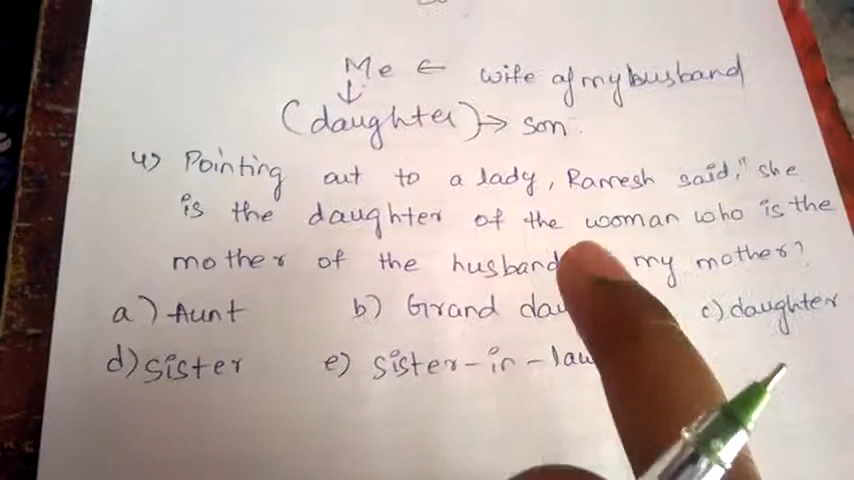 Me ← wife of my husband
↓
(daughter) → son.
4) Pointing out to a lady, Ramesh said, "she
is the daughter of the woman who is the
mother of the husband my mother?
a) Aunt b) Grand c) daughter
d) sister e) sister-in-law